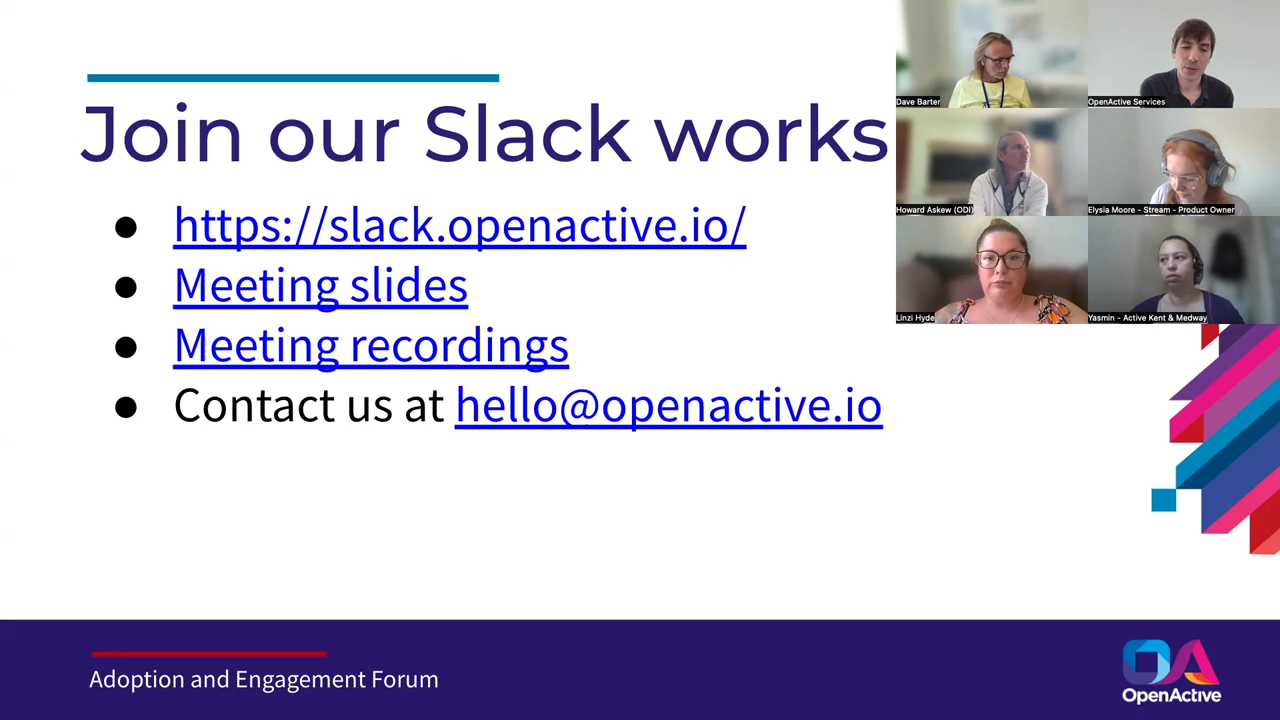 Join our Slack works
● https://slack.openactive.io/
● Meeting slides
● Meeting recordings
● Contact us at hello@openactive.io
Dave Barter
OpenActive Services
Howard Askew (ODI)
Elysia Moore - Stream - Product Owner
Linzi Hyde
Yasmin - Active Kent & Medway
Adoption and Engagement Forum
OA
OpenActive